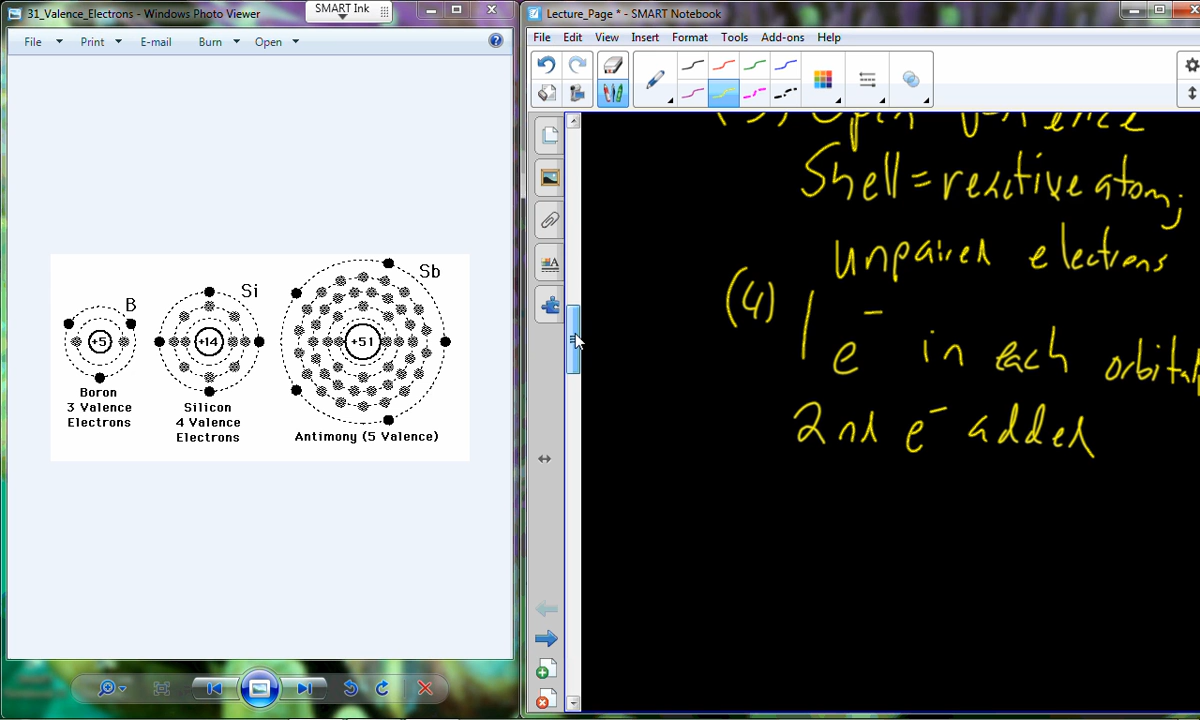 31_Valence_Electrons - Windows Photo Viewer
SMART Ink
File Print E-mail Burn Open
B
+5
Boron
3 Valence
Electrons
Si
+14
Silicon
4 Valence
Electrons
Sb
+51
Antimony (5 Valence)
Lecture_Page * - SMART Notebook
File Edit View Insert Format Tools Add-ons Help
Shell = reactive atom;
unpaired electrons
(4) 1 e⁻ in each orbital
2nd e⁻ added